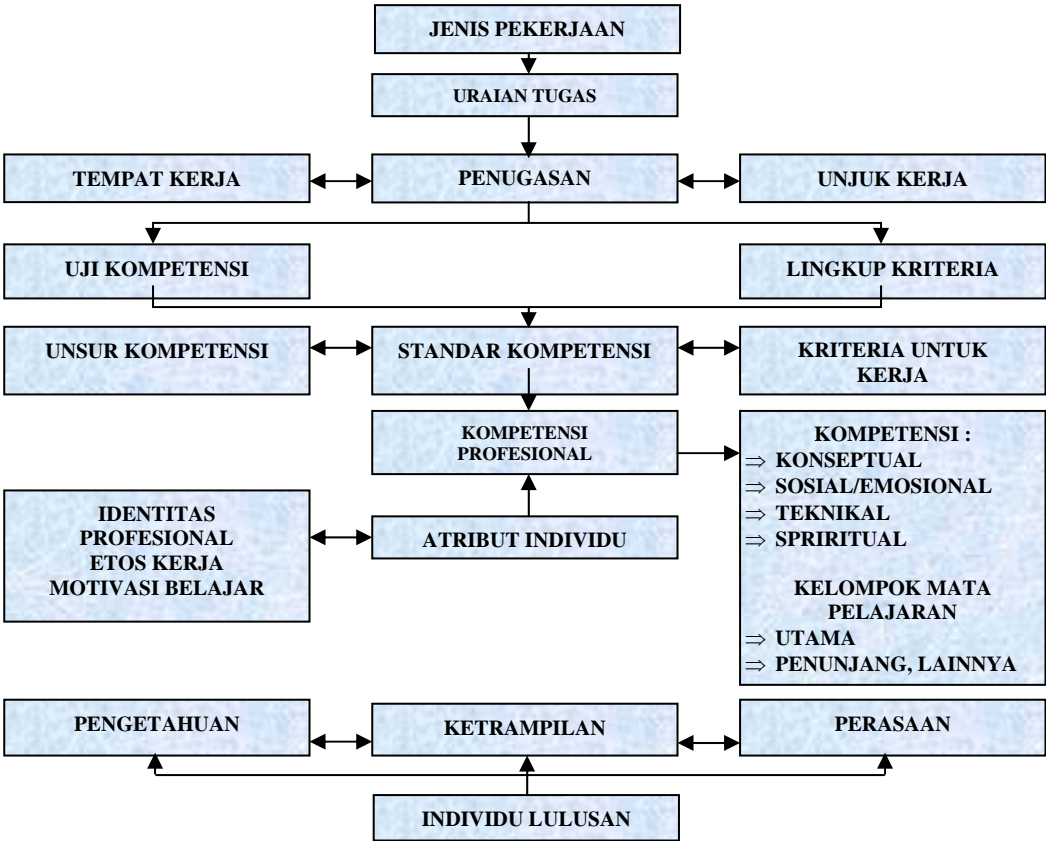 JENIS PEKERJAAN
URAIAN TUGAS
TEMPAT KERJA
PENUGASAN
UNJUK KERJA
UJI KOMPETENSI
LINGKUP KRITERIA
UNSUR KOMPETENSI
STANDAR KOMPETENSI
KRITERIA UNTUK
KERJA
KOMPETENSI
PROFESIONAL
KOMPETENSI :
⇒ KONSEPTUAL
⇒ SOSIAL/EMOSIONAL
⇒ TEKNIKAL
⇒ SPRIRITUAL
KELOMPOK MATA
PELAJARAN
⇒ UTAMA
⇒ PENUNJANG, LAINNYA
IDENTITAS
PROFESIONAL
ETOS KERJA
MOTIVASI BELAJAR
ATRIBUT INDIVIDU
PENGETAHUAN
KETRAMPILAN
PERASAAN
INDIVIDU LULUSAN